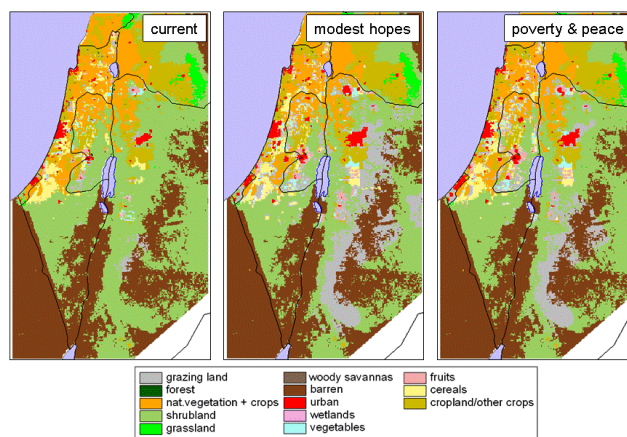 current
modest hopes
poverty & peace
grazing land
forest
nat.vegetation + crops
shrubland
grassland
woody savannas
barren
urban
wetlands
vegetables
fruits
cereals
cropland/other crops